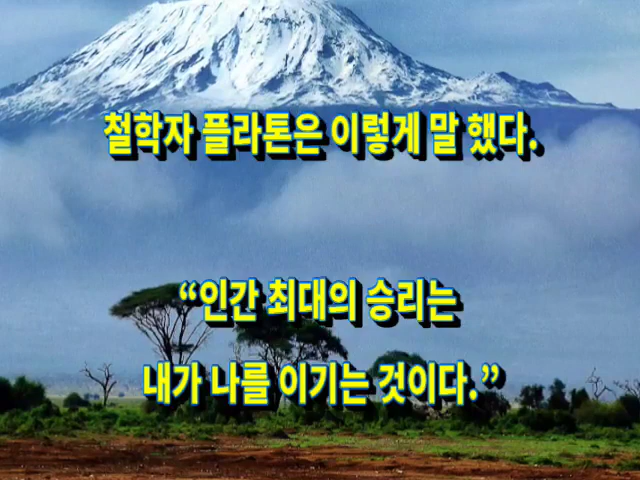 철학자 플라톤은 이렇게 말 했다.
“인간 최대의 승리는
내가 나를 이기는 것이다.”